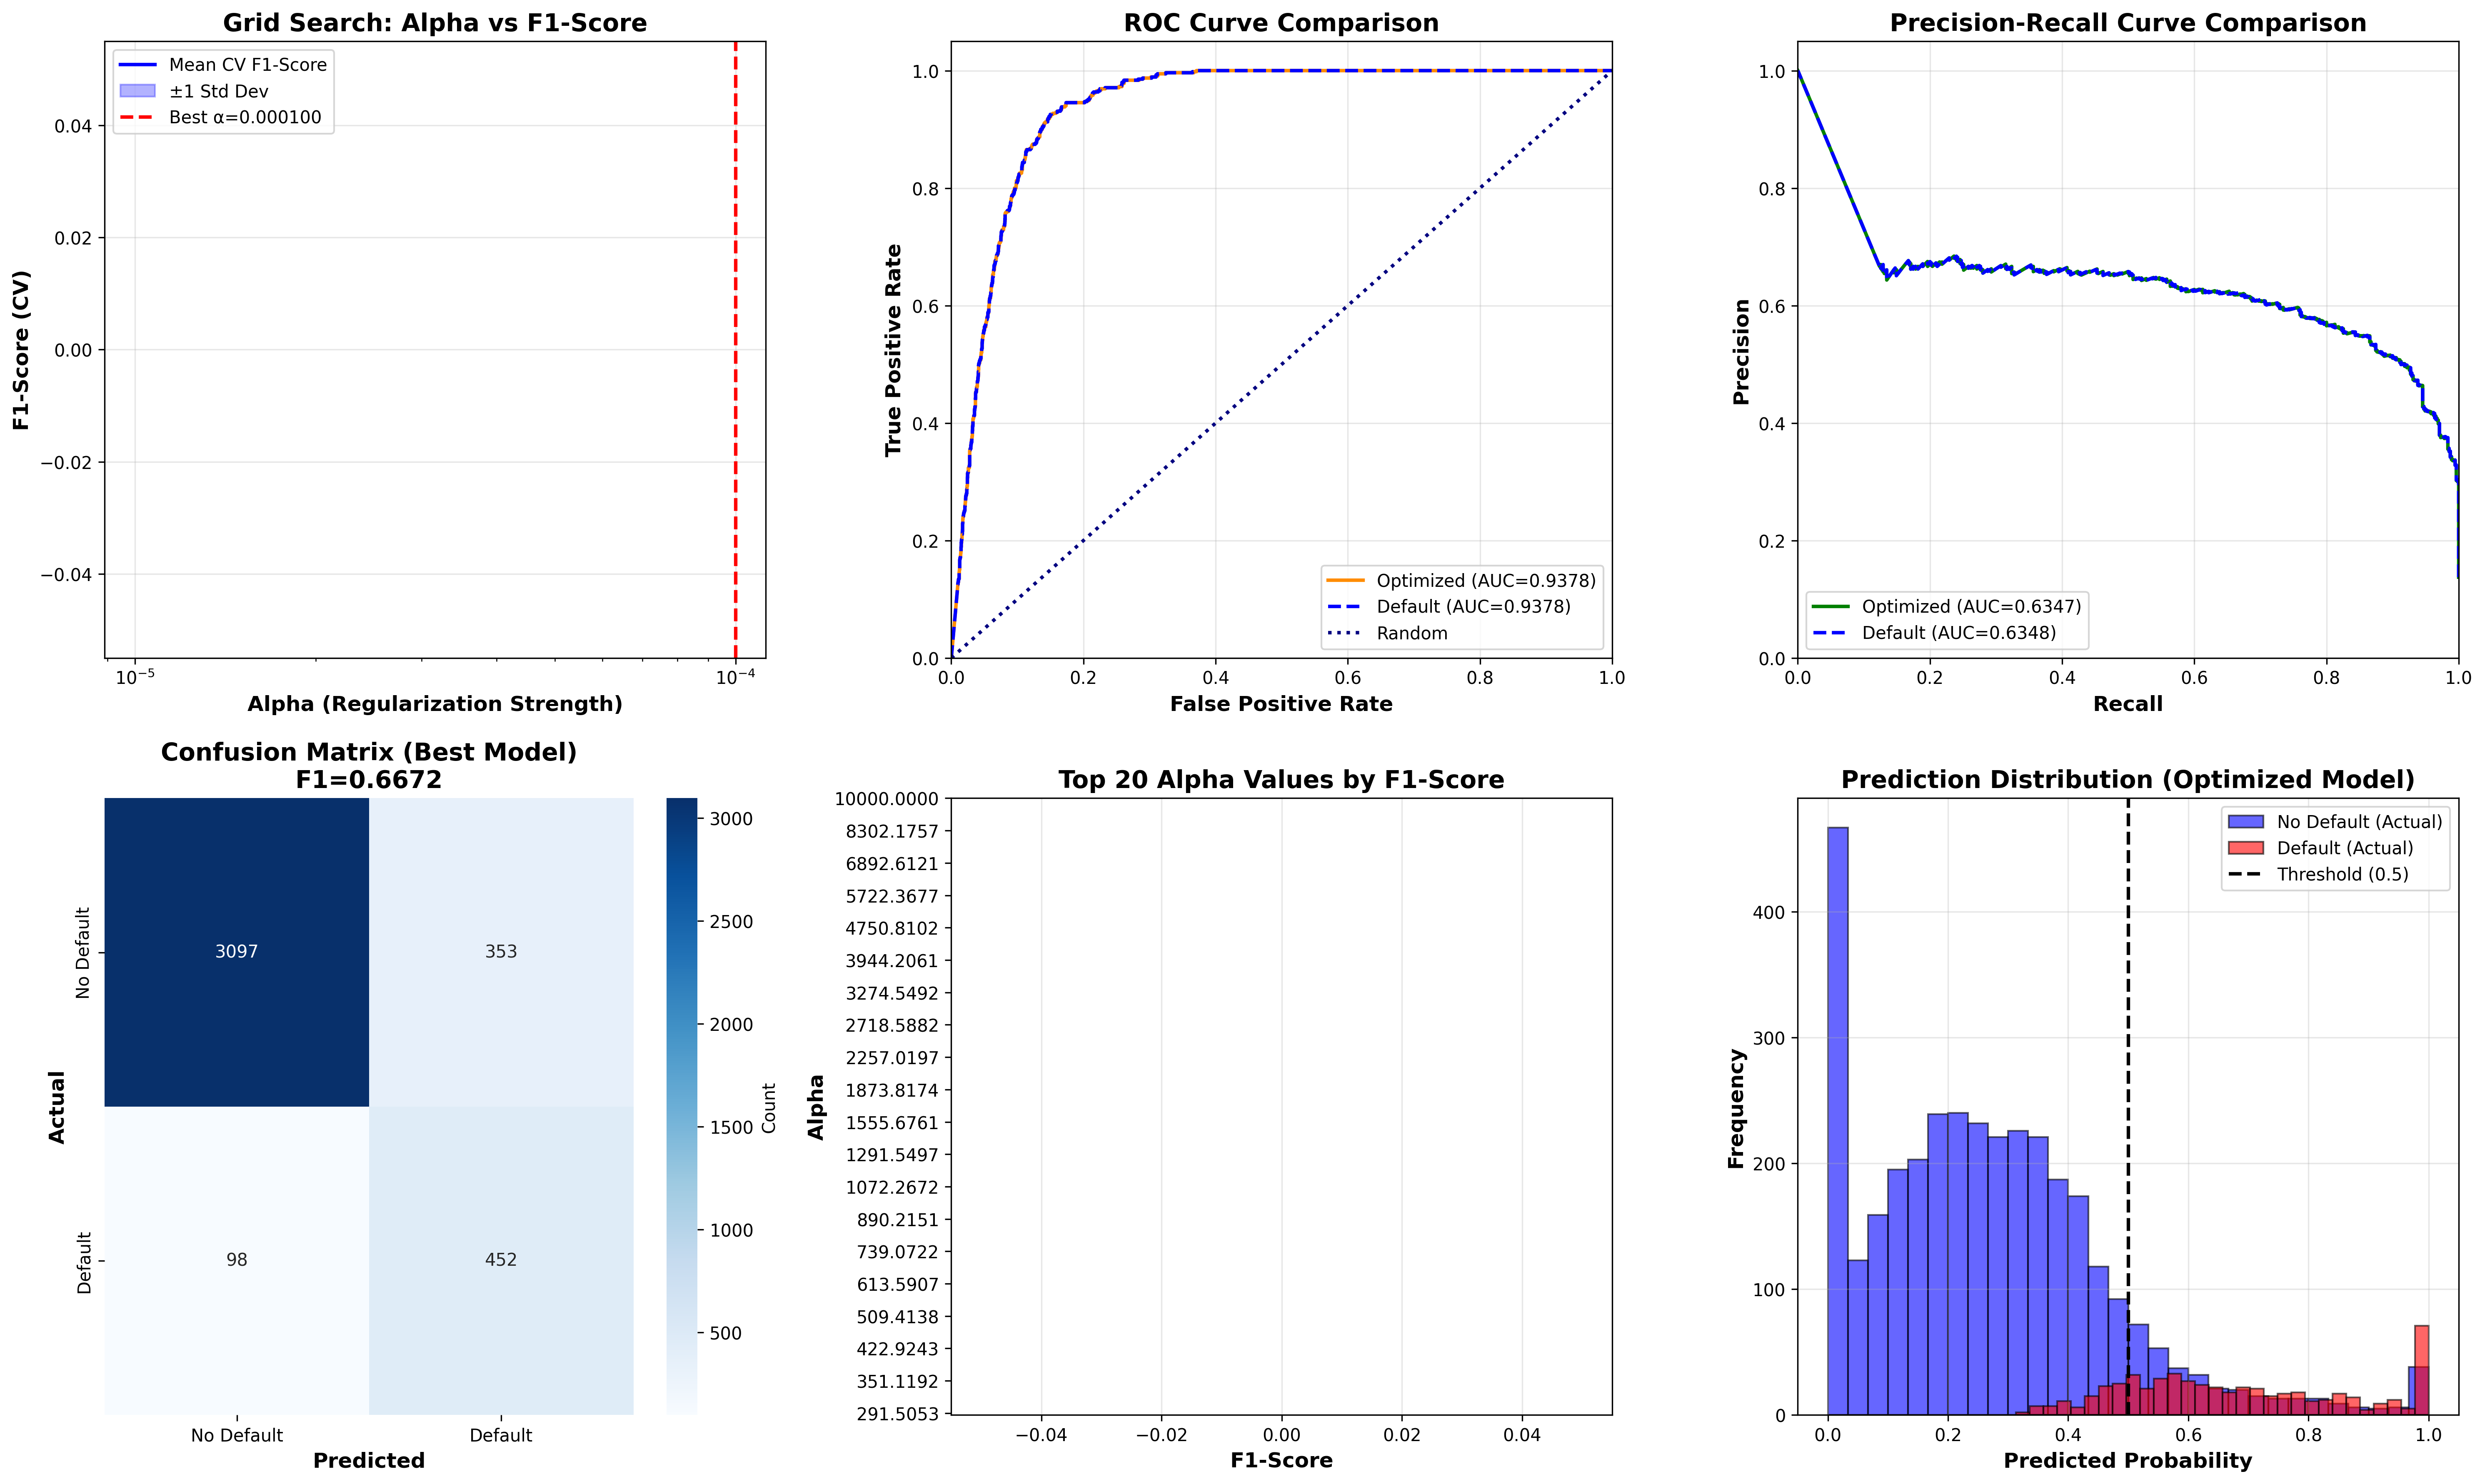 Grid Search: Alpha vs F1-Score
Mean CV F1-Score
±1 Std Dev
Best α=0.000100
0.04
0.02
0.00
−0.02
−0.04
F1-Score (CV)
10⁻⁵
10⁻⁴
Alpha (Regularization Strength)
ROC Curve Comparison
1.0
0.8
0.6
0.4
0.2
0.0
True Positive Rate
Optimized (AUC=0.9378)
Default (AUC=0.9378)
Random
0.0
0.2
0.4
0.6
0.8
1.0
False Positive Rate
Precision-Recall Curve Comparison
1.0
0.8
0.6
0.4
0.2
0.0
Precision
Optimized (AUC=0.6347)
Default (AUC=0.6348)
0.0
0.2
0.4
0.6
0.8
1.0
Recall
Confusion Matrix (Best Model)
F1=0.6672
Actual
No Default
Default
3097
353
98
452
No Default
Default
Predicted
3000
2500
2000
1500
1000
500
Count
Top 20 Alpha Values by F1-Score
10000.0000
8302.1757
6892.6121
5722.3677
4750.8102
3944.2061
3274.5492
2718.5882
2257.0197
1873.8174
1555.6761
1291.5497
1072.2672
890.2151
739.0722
613.5907
509.4138
422.9243
351.1192
291.5053
Alpha
−0.04
−0.02
0.00
0.02
0.04
F1-Score
Prediction Distribution (Optimized Model)
No Default (Actual)
Default (Actual)
Threshold (0.5)
400
300
200
100
0
Frequency
0.0
0.2
0.4
0.6
0.8
1.0
Predicted Probability